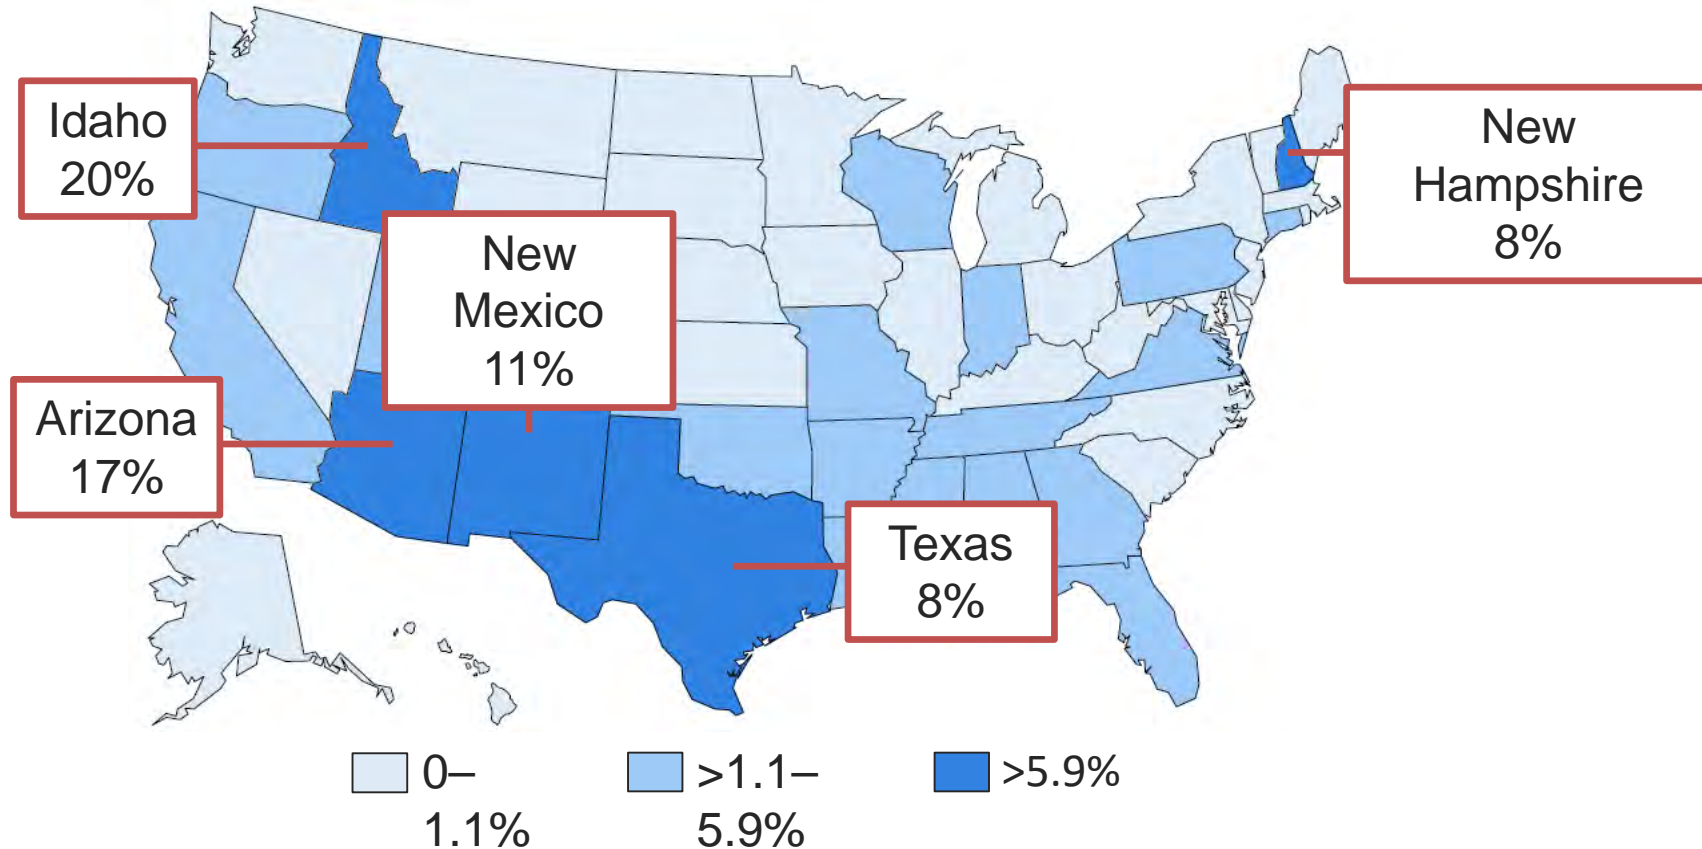 Idaho
20%
New
Hampshire
8%
New
Mexico
11%
Arizona
17%
Texas
8%
0–
1.1%
>1.1–
5.9%
>5.9%